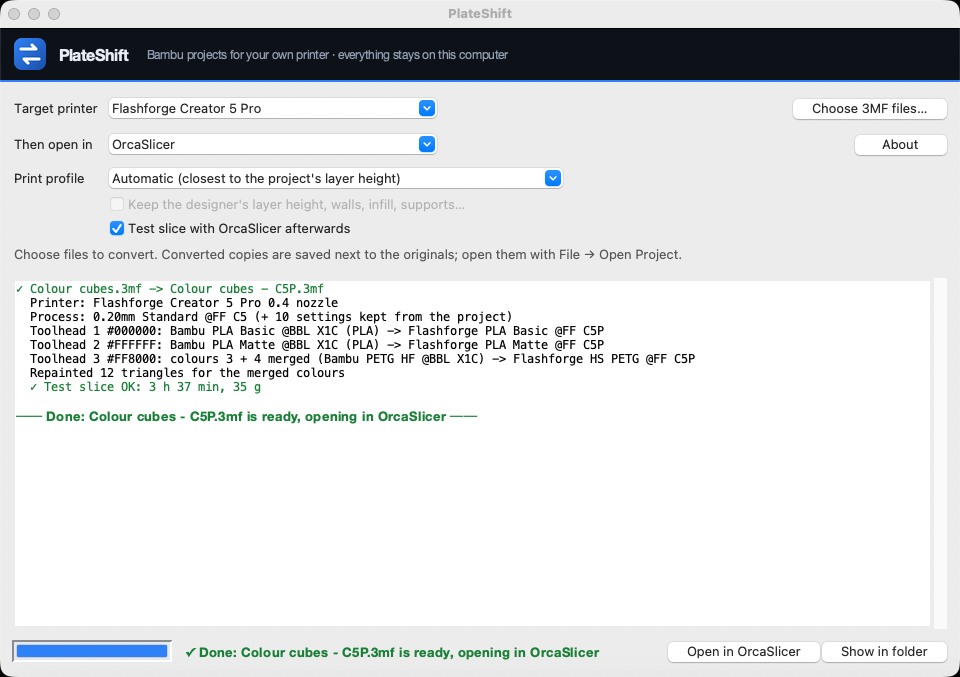 PlateShift
PlateShift Bambu projects for your own printer · everything stays on this computer
Target printer Flashforge Creator 5 Pro Choose 3MF files...
Then open in OrcaSlicer About
Print profile Automatic (closest to the project's layer height)
Keep the designer's layer height, walls, infill, supports...
Test slice with OrcaSlicer afterwards
Choose files to convert. Converted copies are saved next to the originals; open them with File → Open Project.
✓ Colour cubes.3mf -> Colour cubes - C5P.3mf
Printer: Flashforge Creator 5 Pro 0.4 nozzle
Process: 0.20mm Standard @FF C5 (+ 10 settings kept from the project)
Toolhead 1 #000000: Bambu PLA Basic @BBL X1C (PLA) -> Flashforge PLA Basic @FF C5P
Toolhead 2 #FFFFFF: Bambu PLA Matte @BBL X1C (PLA) -> Flashforge PLA Matte @FF C5P
Toolhead 3 #FF8000: colours 3 + 4 merged (Bambu PETG HF @BBL X1C) -> Flashforge HS PETG @FF C5P
Repainted 12 triangles for the merged colours
✓ Test slice OK: 3 h 37 min, 35 g
—— Done: Colour cubes - C5P.3mf is ready, opening in OrcaSlicer ——
✓ Done: Colour cubes - C5P.3mf is ready, opening in OrcaSlicer Open in OrcaSlicer Show in folder